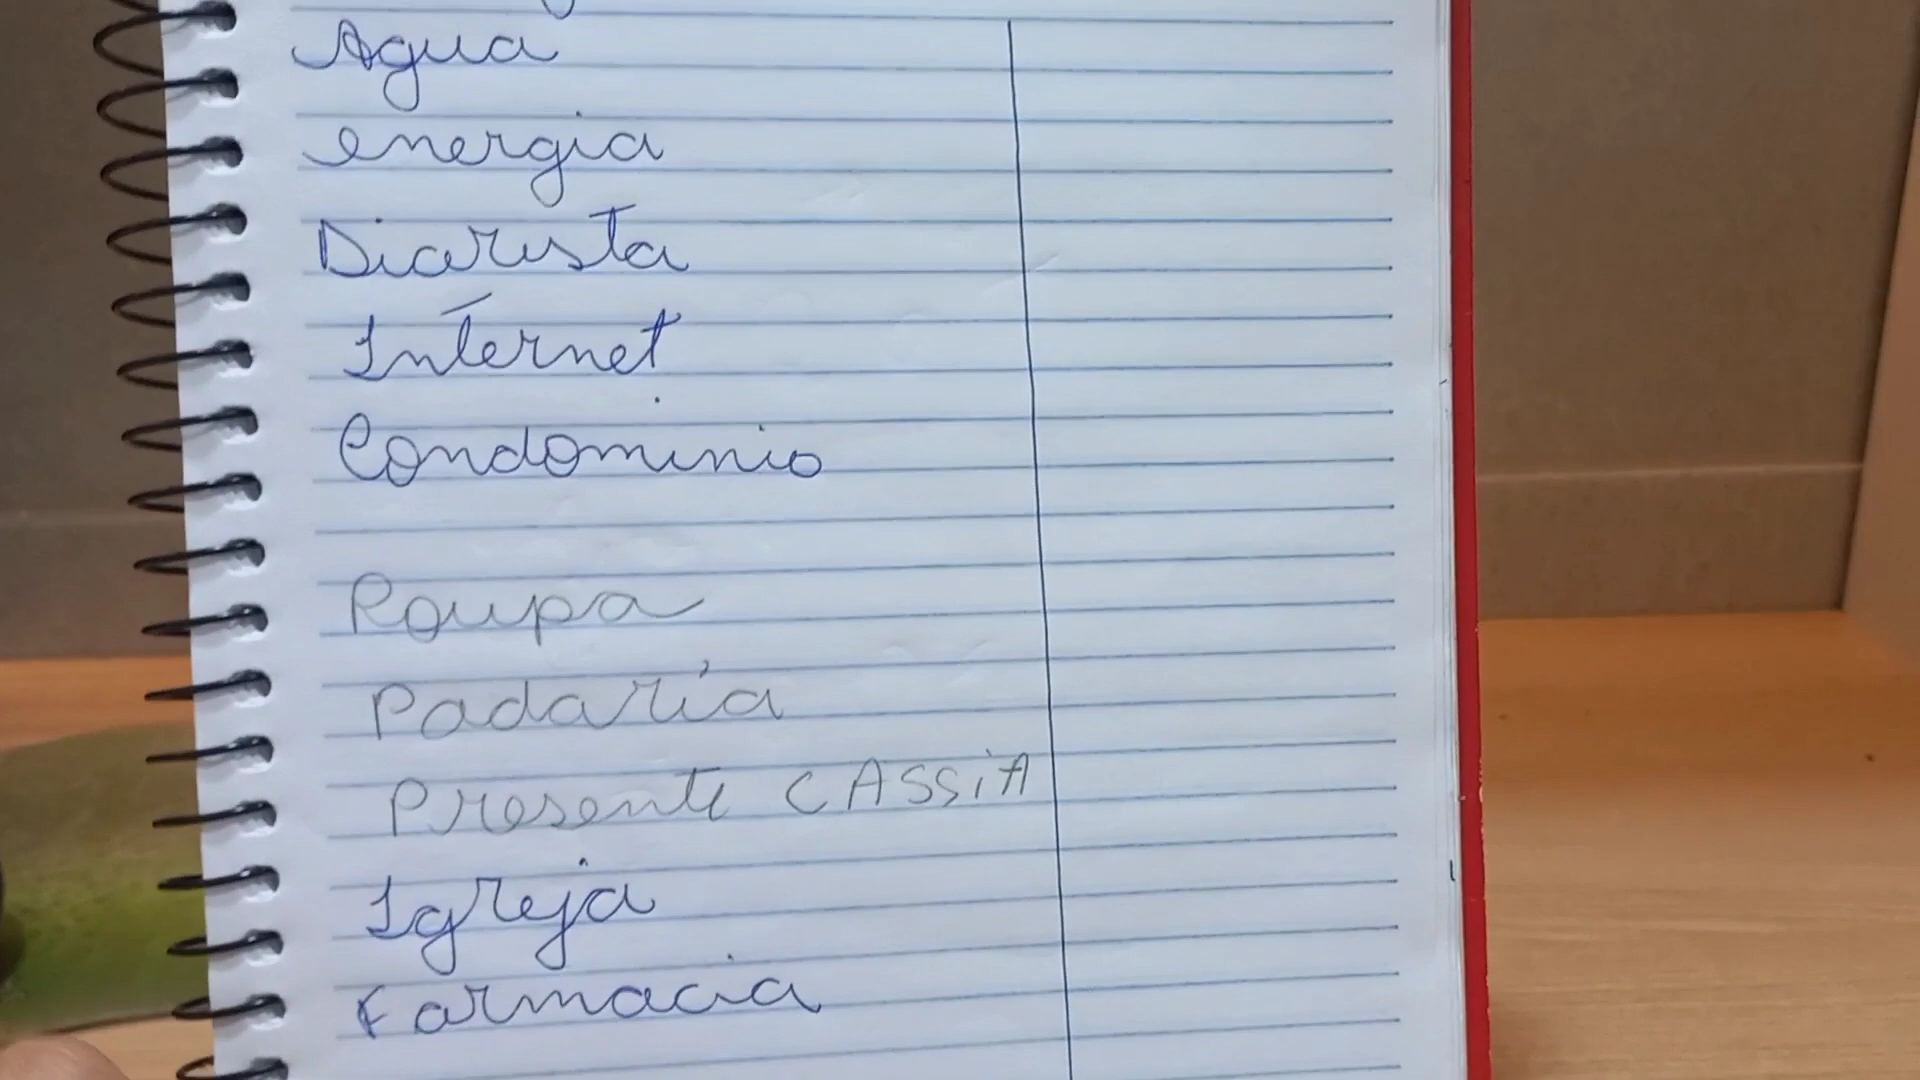 Agua
energia
Diarista
Internet
Condominio
Roupa
Padaria
Presente CASSiA
Igreja
Farmacia